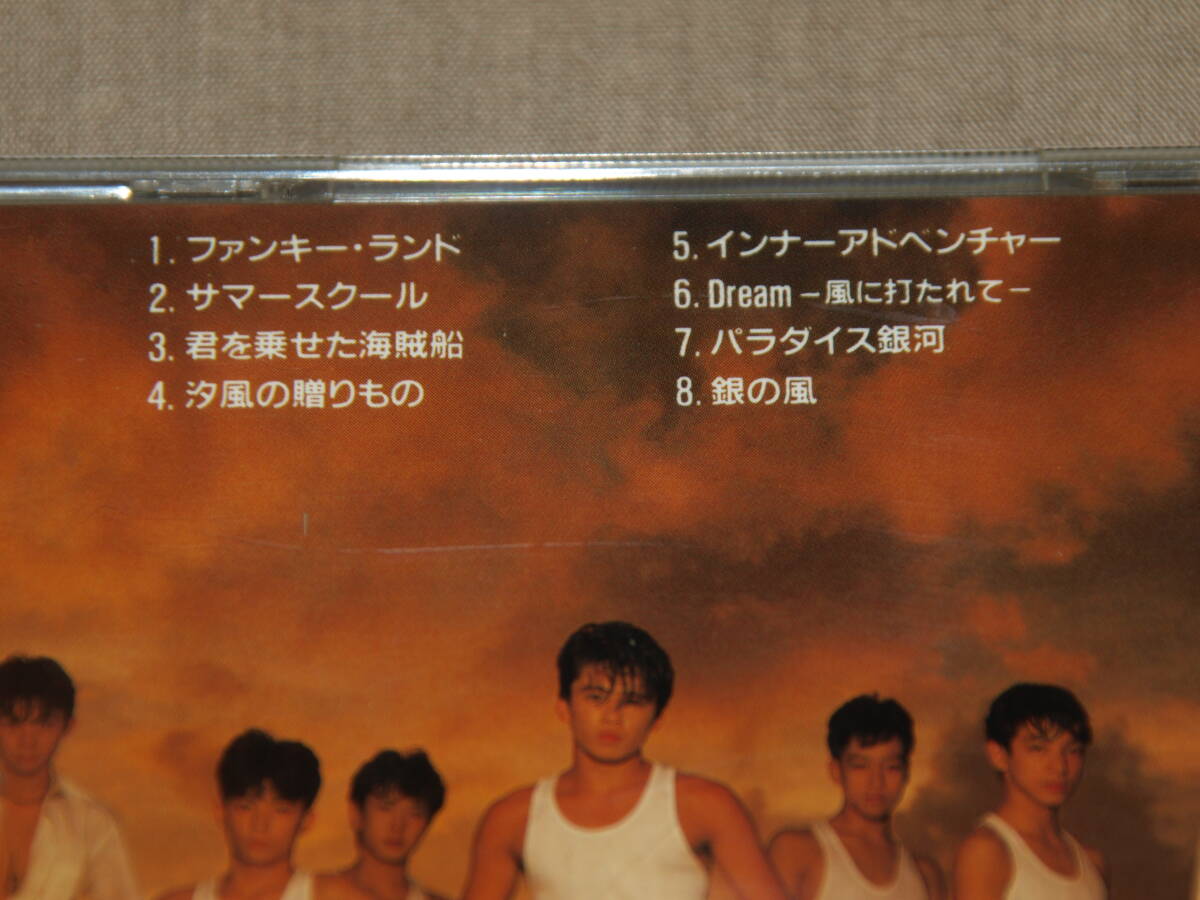 1. ファンキー・ランド
2. サマースクール
3. 君を乗せた海賊船
4. 汐風の贈りもの
5. インナーアドベンチャー
6. Dream −風に打たれて−
7. パラダイス銀河
8. 銀の風